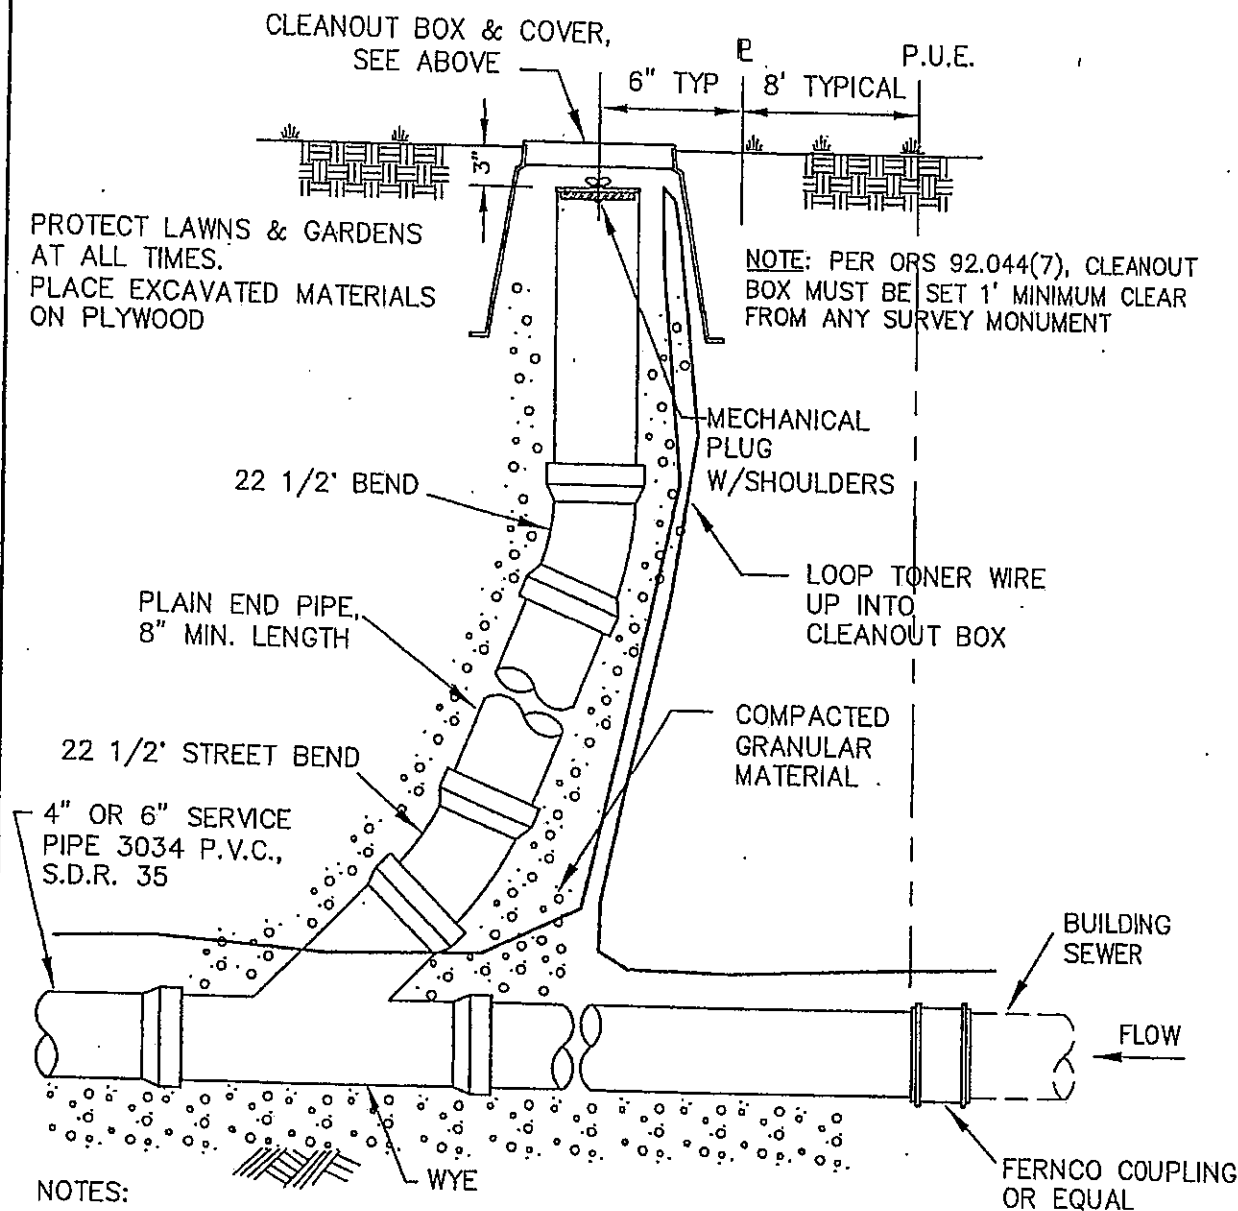 CLEANOUT BOX & COVER,
SEE ABOVE
6" TYP
P
8' TYPICAL
P.U.E.
3"
PROTECT LAWNS & GARDENS
AT ALL TIMES.
PLACE EXCAVATED MATERIALS
ON PLYWOOD
NOTE: PER ORS 92.044(7), CLEANOUT
BOX MUST BE SET 1' MINIMUM CLEAR
FROM ANY SURVEY MONUMENT
MECHANICAL
PLUG
W/SHOULDERS
22 1/2' BEND
LOOP TONER WIRE
UP INTO
CLEANOUT BOX
PLAIN END PIPE,
8" MIN. LENGTH
COMPACTED
GRANULAR
MATERIAL
22 1/2' STREET BEND
4" OR 6" SERVICE
PIPE 3034 P.V.C.,
S.D.R. 35
BUILDING
SEWER
FLOW
WYE
FERNCO COUPLING
OR EQUAL
NOTES: